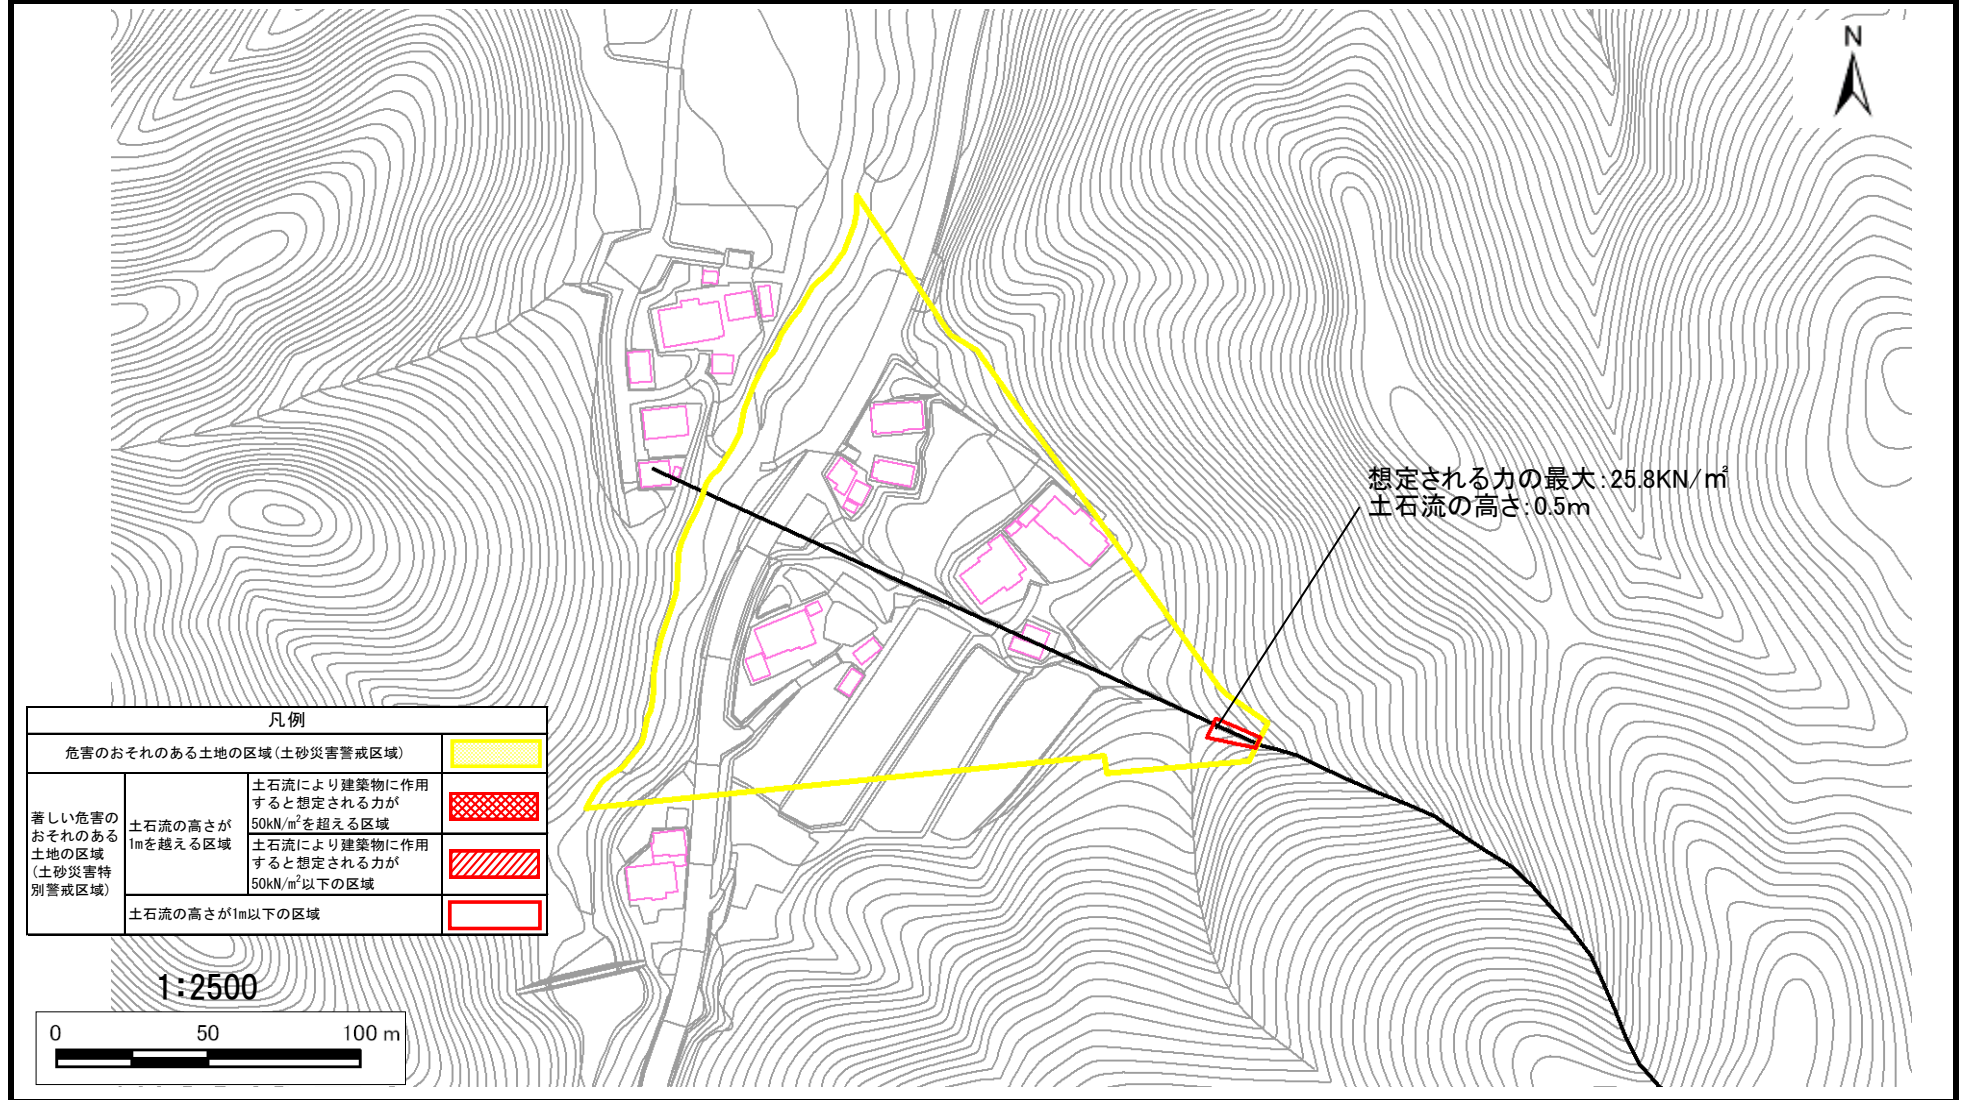 N
想定される力の最大:25.8KN/㎡
土石流の高さ:0.5m
凡例
危害のおそれのある土地の区域(土砂災害警戒区域)
著しい危害の
おそれのある
土地の区域
(土砂災害特
別警戒区域)
土石流の高さが
1mを越える区域
土石流により建築物に作用
すると想定される力が
50kN/m²を超える区域
土石流により建築物に作用
すると想定される力が
50kN/m²以下の区域
土石流の高さが1m以下の区域
1:2500
0 50 100 m